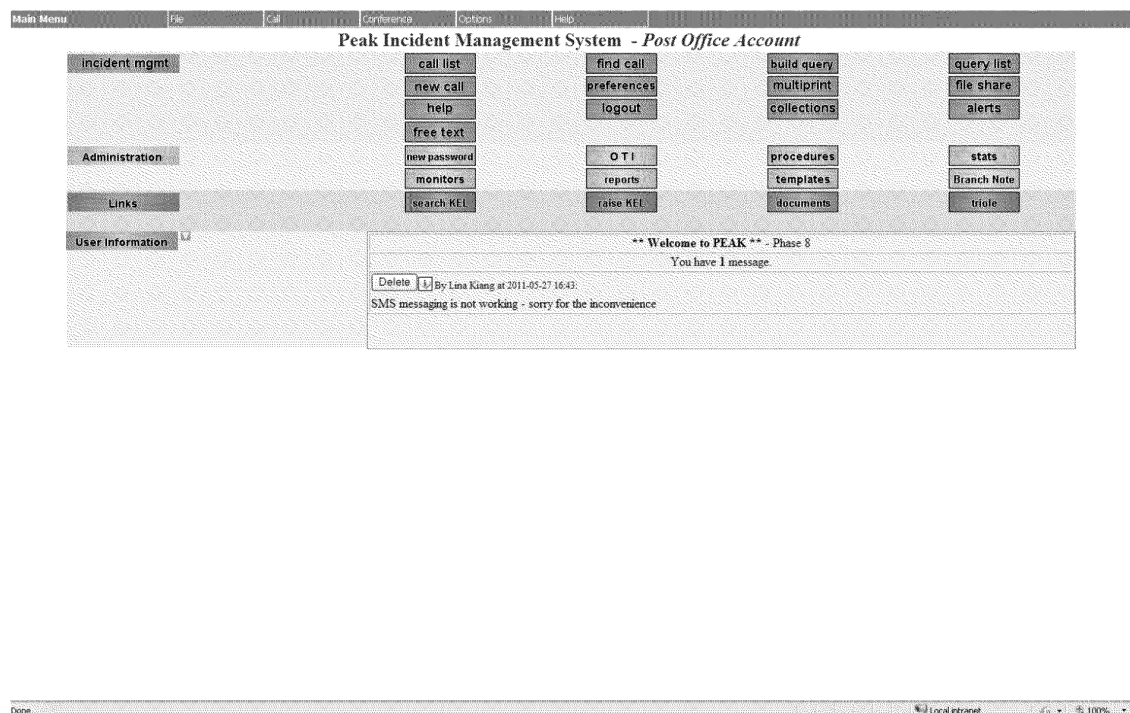 Main Menu File Call Conference Options Help
Peak Incident Management System - Post Office Account
incident mgmt call list find call build query query list
new call preferences multiprint file share
help logout collections alerts
free text
Administration new password O T I procedures stats
monitors reports templates Branch Note
Links search KEL raise KEL documents triole
User Information ** Welcome to PEAK ** - Phase 8
You have 1 message.
Delete By Lina Kiang at 2011-05-27 16:43:
SMS messaging is not working - sorry for the inconvenience
Done Local intranet 100%